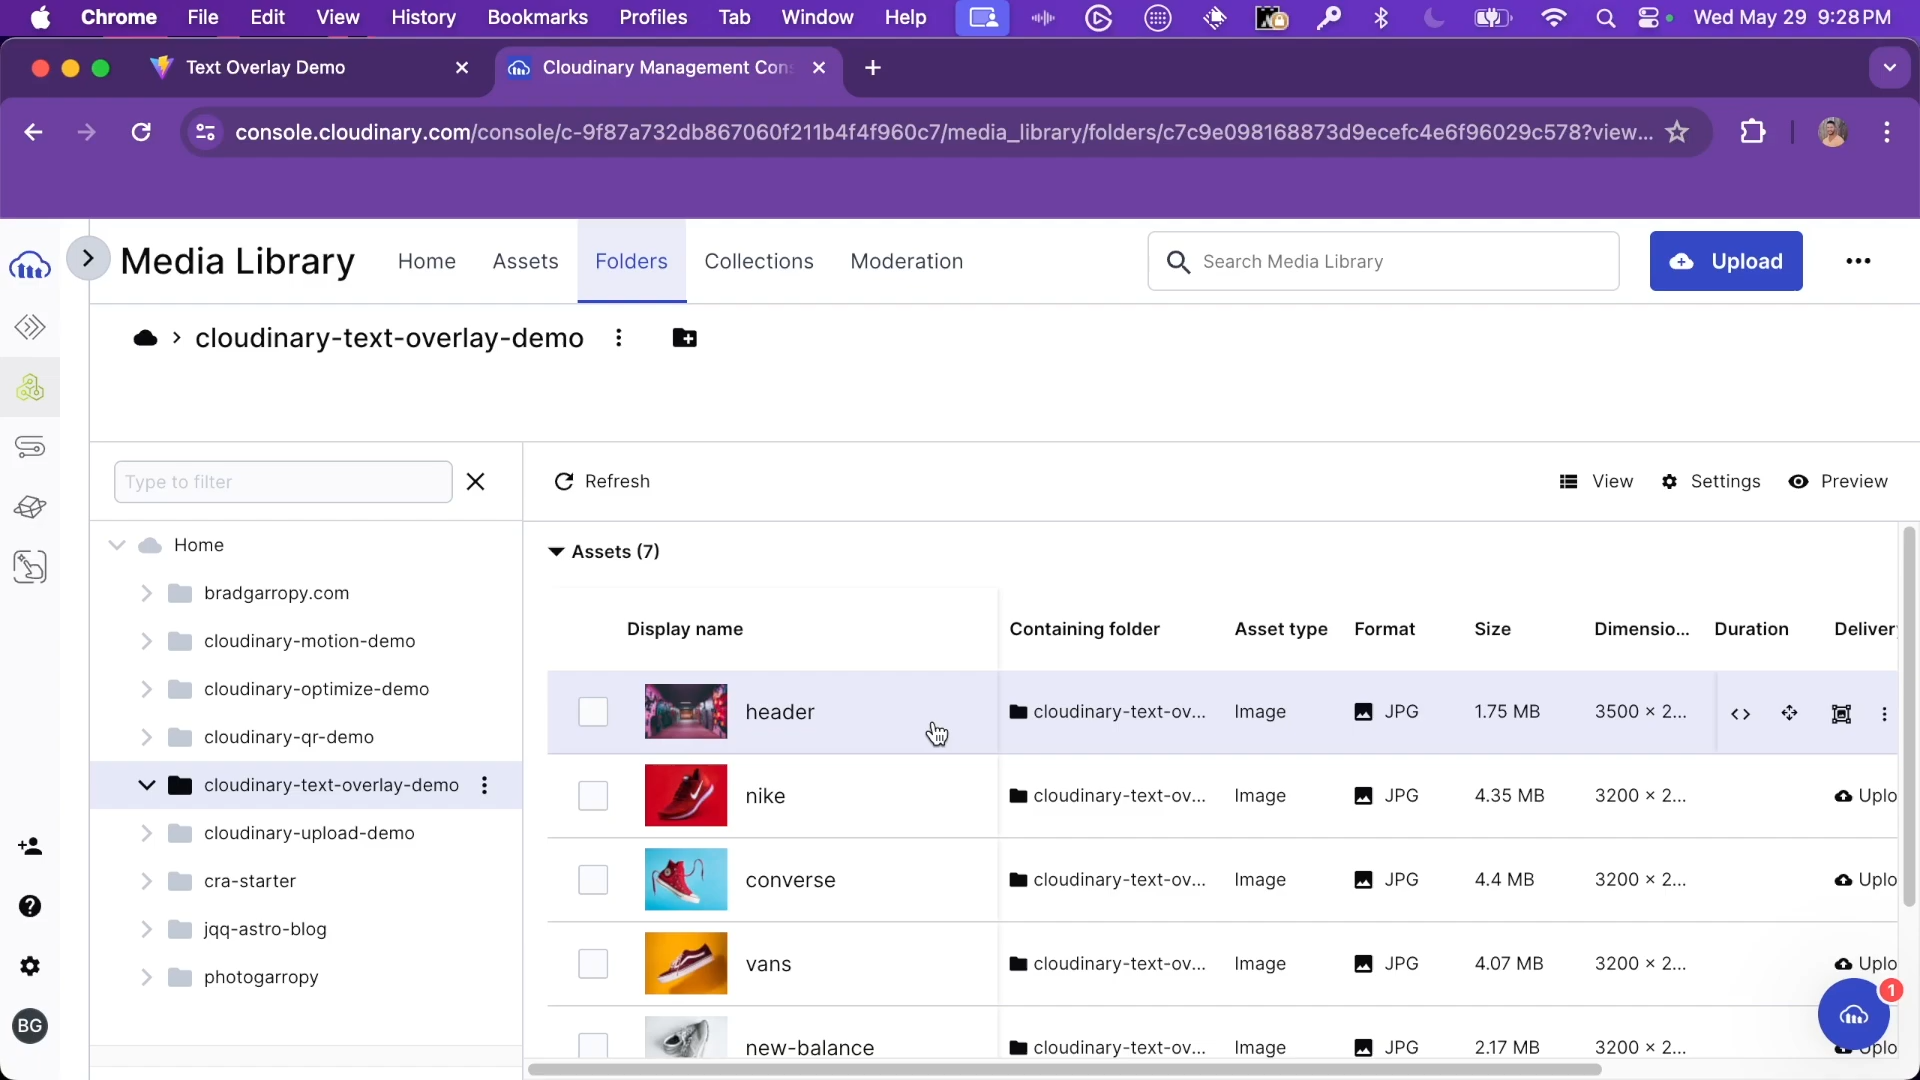 Chrome File Edit View History Bookmarks Profiles Tab Window Help Wed May 29 9:28 PM
Text Overlay Demo Cloudinary Management Con
console.cloudinary.com/console/c-9f87a732db867060f211b4f4f960c7/media_library/folders/c7c9e098168873d9ecefc4e6f96029c578?view...
Media Library Home Assets Folders Collections Moderation Search Media Library Upload
cloudinary-text-overlay-demo
Type to filter Refresh View Settings Preview
Home
bradgarropy.com
cloudinary-motion-demo
cloudinary-optimize-demo
cloudinary-qr-demo
cloudinary-text-overlay-demo
cloudinary-upload-demo
cra-starter
jqq-astro-blog
photogarropy
BG
Assets (7)
Display name Containing folder Asset type Format Size Dimensio... Duration Delivery
header cloudinary-text-ov... Image JPG 1.75 MB 3500 × 2...
nike cloudinary-text-ov... Image JPG 4.35 MB 3200 × 2... Uplo
converse cloudinary-text-ov... Image JPG 4.4 MB 3200 × 2... Uplo
vans cloudinary-text-ov... Image JPG 4.07 MB 3200 × 2... Uplo
1
new-balance cloudinary-text-ov... Image JPG 2.17 MB 3200 × 2... Uplo